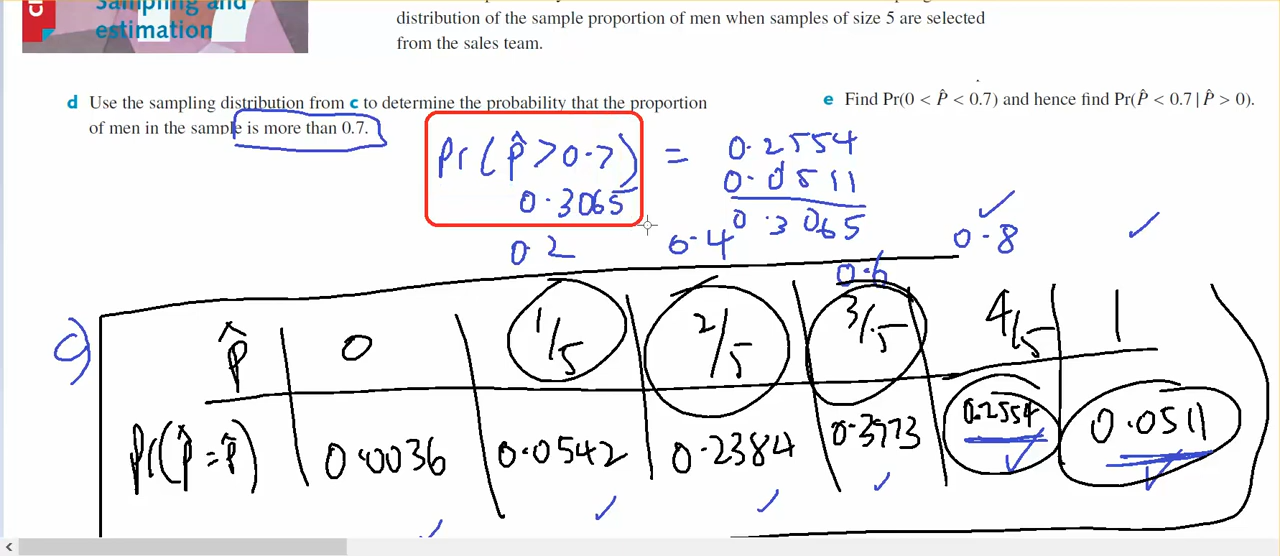 Sampling and
estimation
distribution of the sample proportion of men when samples of size 5 are selected
from the sales team.
d Use the sampling distribution from c to determine the probability that the proportion
of men in the sample is more than 0.7.
e Find Pr(0 < P̂ < 0.7) and hence find Pr(P̂ < 0.7 | P̂ > 0).
Pr(P̂ > 0.7) = 0.2554
0.0511
0.3065
0.3065
0.2 0.4 0.6 0.8
c) p̂ 0 1/5 2/5 3/5 4/5 1
Pr(P̂ = p̂) 0.0036 0.0542 0.2384 0.3973 0.2554 0.0511